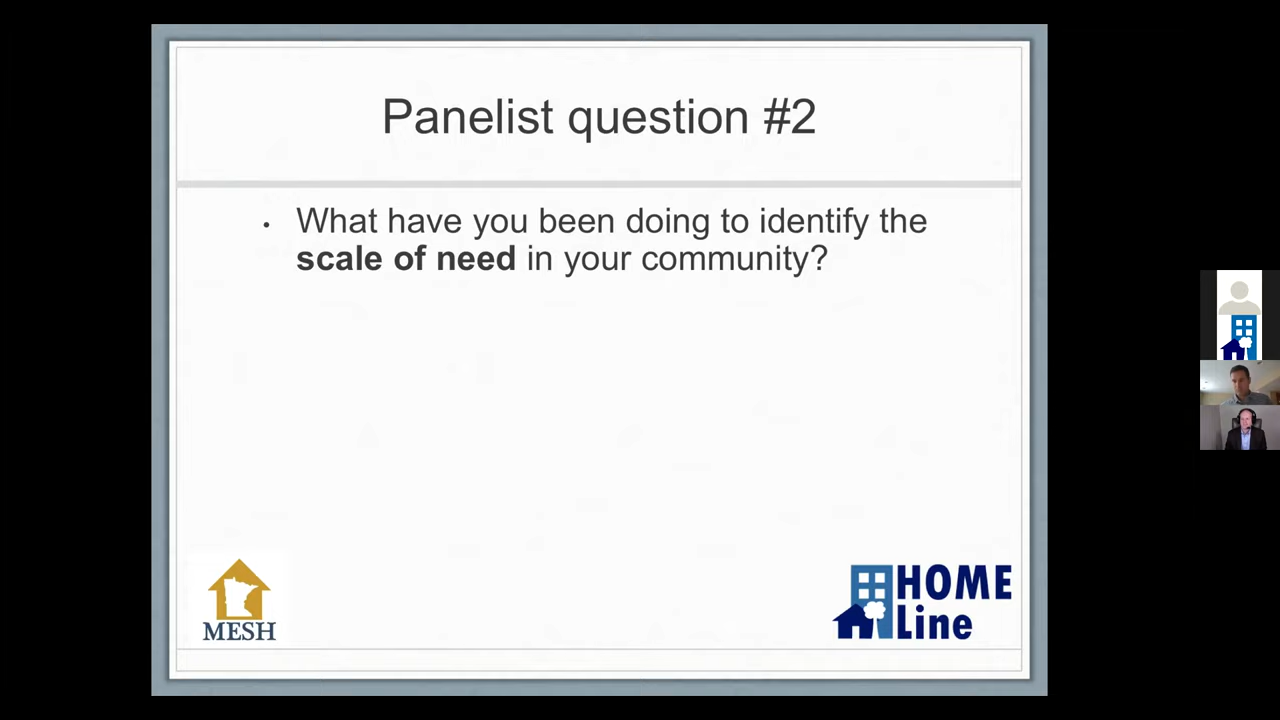 Panelist question #2
• What have you been doing to identify the
scale of need in your community?
MESH
HOME
Line